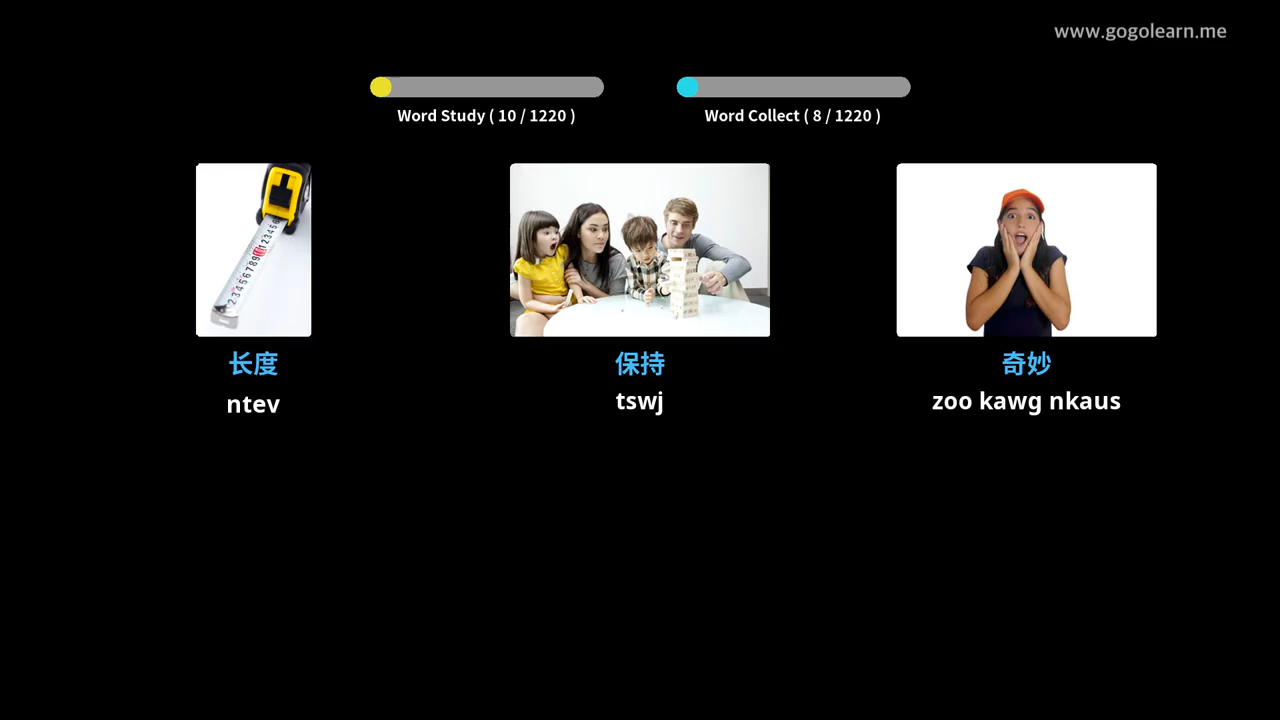 www.gogolearn.me
Word Study ( 10 / 1220 )
Word Collect ( 8 / 1220 )
长度
ntev
保持
tswj
奇妙
zoo kawg nkaus